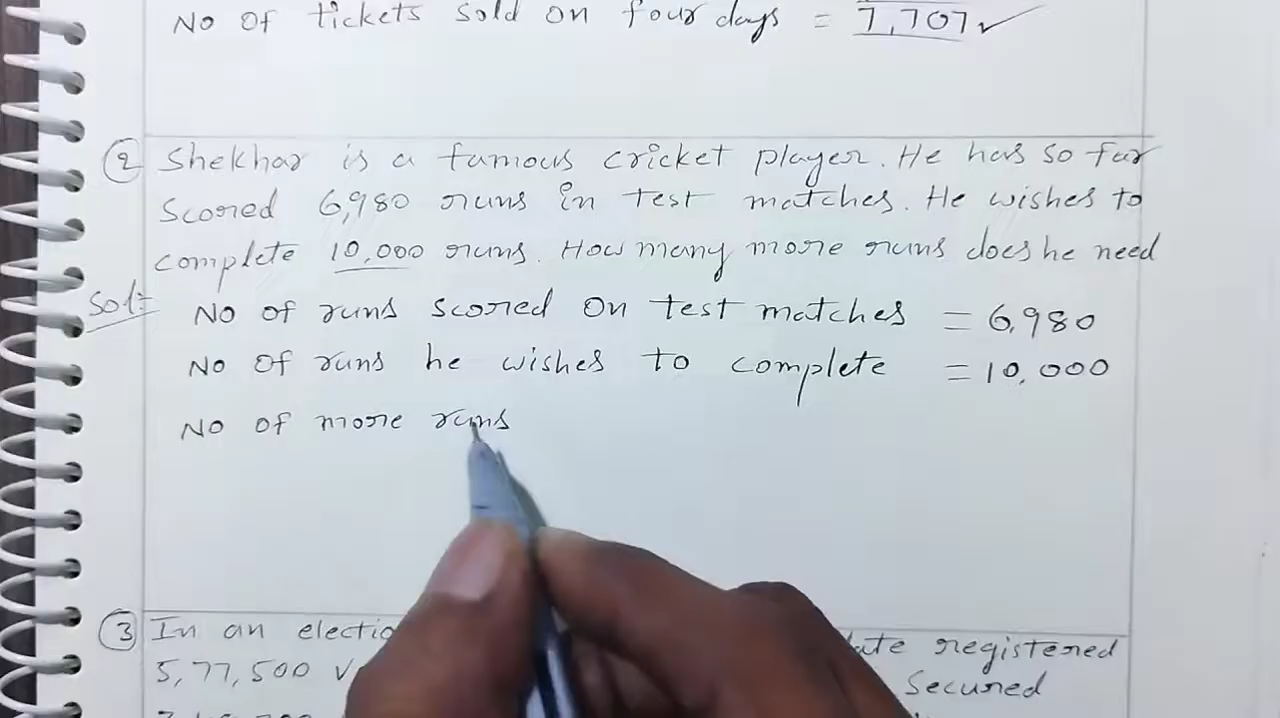 No of tickets sold on four days = 7,707 ✓
② Shekhar is a famous cricket player. He has so far
scored 6,980 runs in test matches. He wishes to
complete 10,000 runs. How many more runs does he need
Sol:- No of runs scored on test matches = 6,980
No of runs he wishes to complete = 10,000
No of more runs
③ In an electio ate registered
5,77,500 V Secured